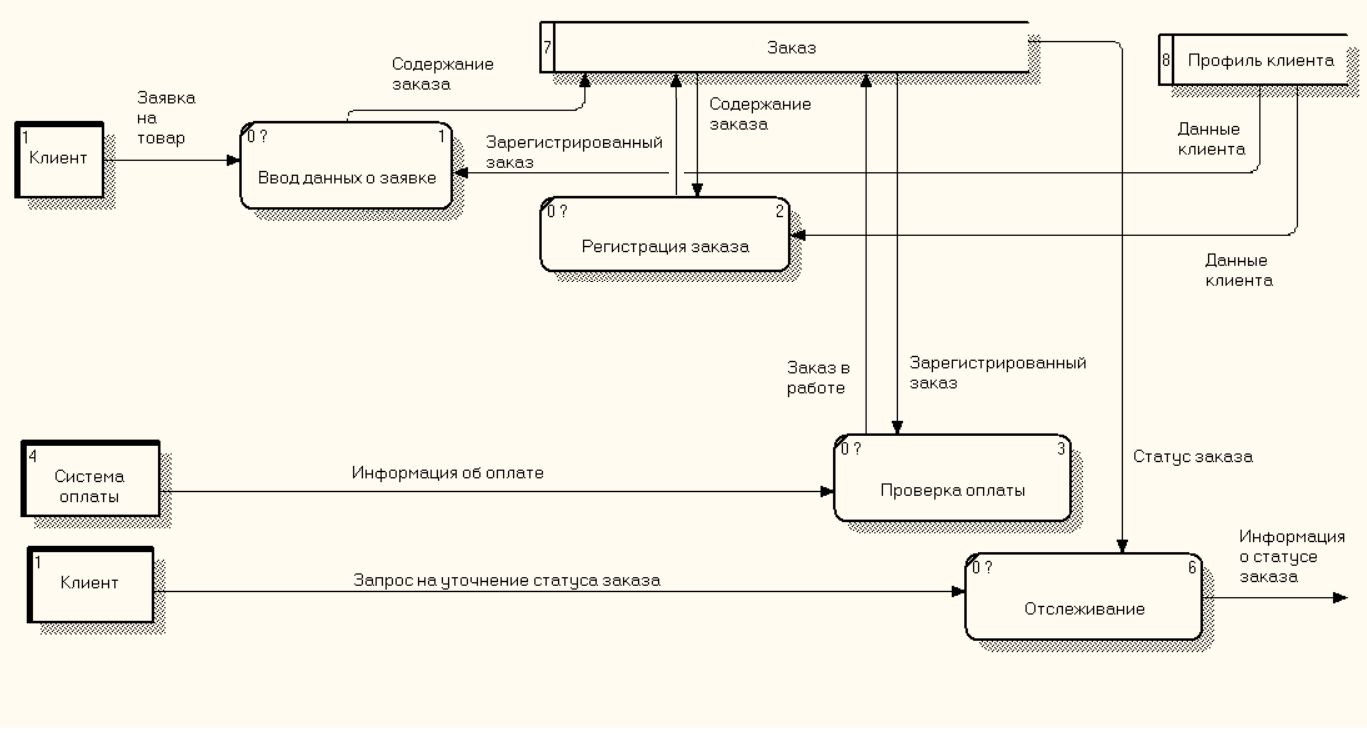 7
Заказ
8
Профиль клиента
Содержание
заказа
Заявка
на
товар
Содержание
заказа
Данные
клиента
1
Клиент
0 ?
1
Ввод данных о заявке
Зарегистрированный
заказ
0 ?
2
Регистрация заказа
Данные
клиента
Заказ в
работе
Зарегистрированный
заказ
4
Система
оплаты
Информация об оплате
0 ?
3
Проверка оплаты
Статус заказа
1
Клиент
Запрос на уточнение статуса заказа
0 ?
6
Отслеживание
Информация
о статусе
заказа